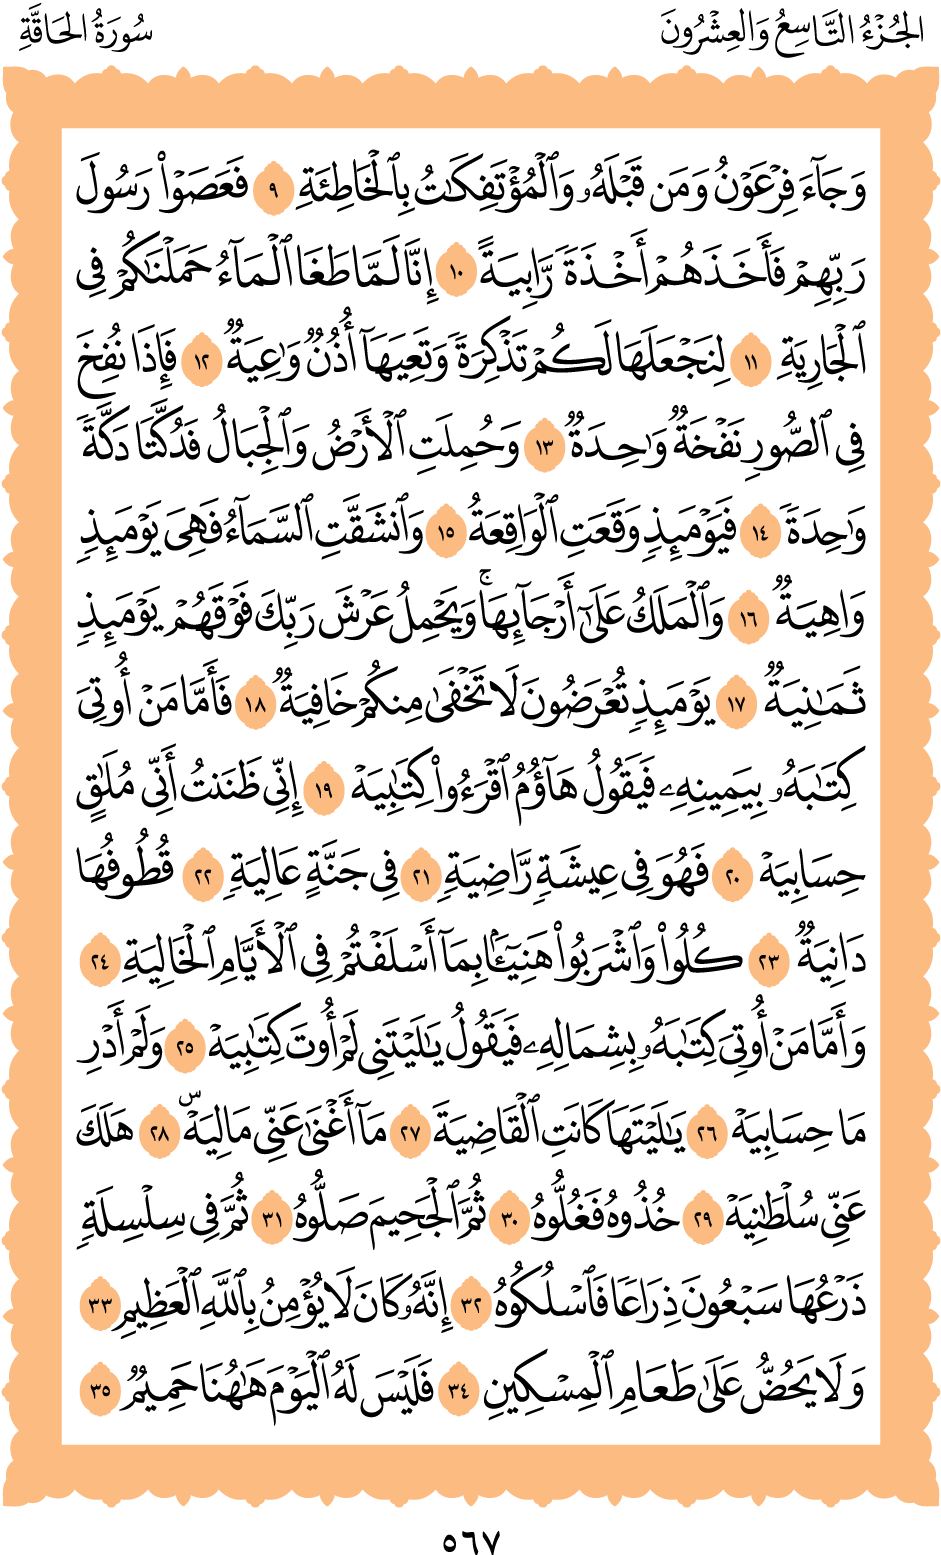 الجُزْءُ التَّاسِعُ وَالعِشْرُونَ
سُورَةُ الحَاقَّةِ
وَجَآءَ فِرْعَوْنُ وَمَن قَبْلَهُۥ وَٱلْمُؤْتَفِكَٰتُ بِٱلْخَاطِئَةِ ٩ فَعَصَوْا۟ رَسُولَ
رَبِّهِمْ فَأَخَذَهُمْ أَخْذَةً رَّابِيَةً ١٠ إِنَّا لَمَّا طَغَا ٱلْمَآءُ حَمَلْنَٰكُمْ فِى
ٱلْجَارِيَةِ ١١ لِنَجْعَلَهَا لَكُمْ تَذْكِرَةً وَتَعِيَهَآ أُذُنٌ وَٰعِيَةٌ ١٢ فَإِذَا نُفِخَ
فِى ٱلصُّورِ نَفْخَةٌ وَٰحِدَةٌ ١٣ وَحُمِلَتِ ٱلْأَرْضُ وَٱلْجِبَالُ فَدُكَّتَا دَكَّةً
وَٰحِدَةً ١٤ فَيَوْمَئِذٍ وَقَعَتِ ٱلْوَاقِعَةُ ١٥ وَٱنشَقَّتِ ٱلسَّمَآءُ فَهِىَ يَوْمَئِذٍ
وَاهِيَةٌ ١٦ وَٱلْمَلَكُ عَلَىٰٓ أَرْجَآئِهَا ۚ وَيَحْمِلُ عَرْشَ رَبِّكَ فَوْقَهُمْ يَوْمَئِذٍ
ثَمَٰنِيَةٌ ١٧ يَوْمَئِذٍ تُعْرَضُونَ لَا تَخْفَىٰ مِنكُمْ خَافِيَةٌ ١٨ فَأَمَّا مَنْ أُوتِىَ
كِتَٰبَهُۥ بِيَمِينِهِۦ فَيَقُولُ هَآؤُمُ ٱقْرَءُوا۟ كِتَٰبِيَهْ ١٩ إِنِّى ظَنَنتُ أَنِّى مُلَٰقٍ
حِسَابِيَهْ ٢٠ فَهُوَ فِى عِيشَةٍ رَّاضِيَةٍ ٢١ فِى جَنَّةٍ عَالِيَةٍ ٢٢ قُطُوفُهَا
دَانِيَةٌ ٢٣ كُلُوا۟ وَٱشْرَبُوا۟ هَنِيٓـًٔۢا بِمَآ أَسْلَفْتُمْ فِى ٱلْأَيَّامِ ٱلْخَالِيَةِ ٢٤
وَأَمَّا مَنْ أُوتِىَ كِتَٰبَهُۥ بِشِمَالِهِۦ فَيَقُولُ يَٰلَيْتَنِى لَمْ أُوتَ كِتَٰبِيَهْ ٢٥ وَلَمْ أَدْرِ
مَا حِسَابِيَهْ ٢٦ يَٰلَيْتَهَا كَانَتِ ٱلْقَاضِيَةَ ٢٧ مَآ أَغْنَىٰ عَنِّى مَالِيَهْ ۜ ٢٨ هَلَكَ
عَنِّى سُلْطَٰنِيَهْ ٢٩ خُذُوهُ فَغُلُّوهُ ٣٠ ثُمَّ ٱلْجَحِيمَ صَلُّوهُ ٣١ ثُمَّ فِى سِلْسِلَةٍ
ذَرْعُهَا سَبْعُونَ ذِرَاعًا فَٱسْلُكُوهُ ٣٢ إِنَّهُۥ كَانَ لَا يُؤْمِنُ بِٱللَّهِ ٱلْعَظِيمِ ٣٣
وَلَا يَحُضُّ عَلَىٰ طَعَامِ ٱلْمِسْكِينِ ٣٤ فَلَيْسَ لَهُ ٱلْيَوْمَ هَٰهُنَا حَمِيمٌ ٣٥
٥٦٧